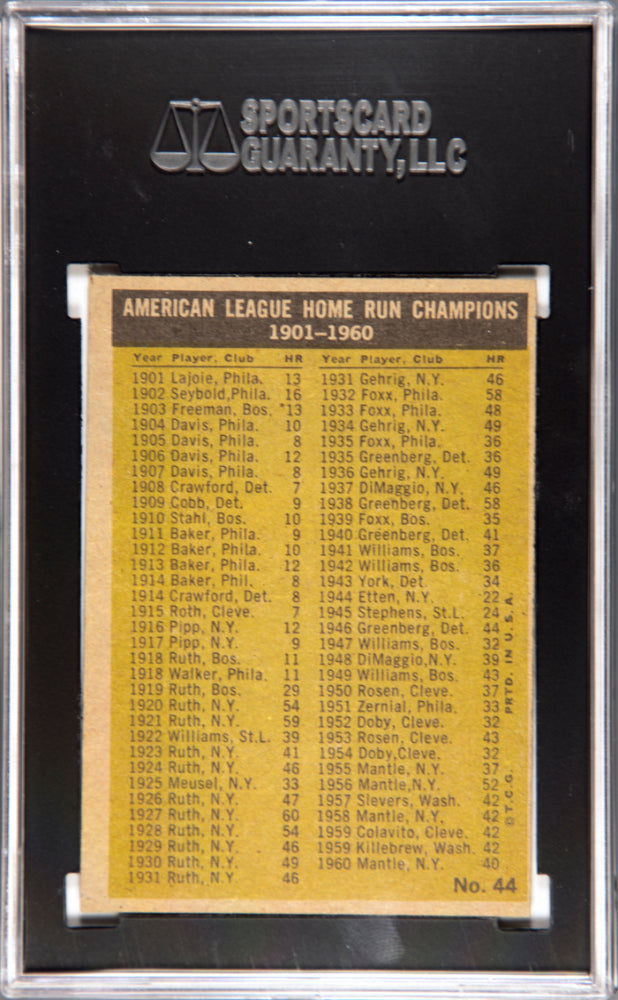 SPORTSCARD
GUARANTY, LLC
AMERICAN LEAGUE HOME RUN CHAMPIONS
1901–1960
Year Player, Club HR
1901 Lajoie, Phila. 13
1902 Seybold,Phila. 16
1903 Freeman, Bos. *13
1904 Davis, Phila. 10
1905 Davis, Phila. 8
1906 Davis, Phila. 12
1907 Davis, Phila. 8
1908 Crawford, Det. 7
1909 Cobb, Det. 9
1910 Stahl, Bos. 10
1911 Baker, Phila. 9
1912 Baker, Phila. 10
1913 Baker, Phila. 12
1914 Baker, Phil. 8
1914 Crawford, Det. 8
1915 Roth, Cleve. 7
1916 Pipp, N.Y. 12
1917 Pipp, N.Y. 9
1918 Ruth, Bos. 11
1918 Walker, Phila. 11
1919 Ruth, Bos. 29
1920 Ruth, N.Y. 54
1921 Ruth, N.Y. 59
1922 Williams, St.L. 39
1923 Ruth, N.Y. 41
1924 Ruth, N.Y. 46
1925 Meusel, N.Y. 33
1926 Ruth, N.Y. 47
1927 Ruth, N.Y. 60
1928 Ruth, N.Y. 54
1929 Ruth, N.Y. 46
1930 Ruth, N.Y. 49
1931 Ruth, N.Y. 46
Year Player, Club HR
1931 Gehrig, N.Y. 46
1932 Foxx, Phila. 58
1933 Foxx, Phila. 48
1934 Gehrig, N.Y. 49
1935 Foxx, Phila. 36
1935 Greenberg, Det. 36
1936 Gehrig, N.Y. 49
1937 DiMaggio, N.Y. 46
1938 Greenberg, Det. 58
1939 Foxx, Bos. 35
1940 Greenberg, Det. 41
1941 Williams, Bos. 37
1942 Williams, Bos. 36
1943 York, Det. 34
1944 Etten, N.Y. 22
1945 Stephens, St.L. 24
1946 Greenberg, Det. 44
1947 Williams, Bos. 32
1948 DiMaggio,N.Y. 39
1949 Williams, Bos. 43
1950 Rosen, Cleve. 37
1951 Zernial, Phila. 33
1952 Doby, Cleve. 32
1953 Rosen, Cleve. 43
1954 Doby,Cleve. 32
1955 Mantle, N.Y. 37
1956 Mantle,N.Y. 52
1957 Sievers, Wash. 42
1958 Mantle, N.Y. 42
1959 Colavito, Cleve. 42
1959 Killebrew, Wash. 42
1960 Mantle, N.Y. 40
No. 44
© T.C.G. PRTD. IN U.S.A.